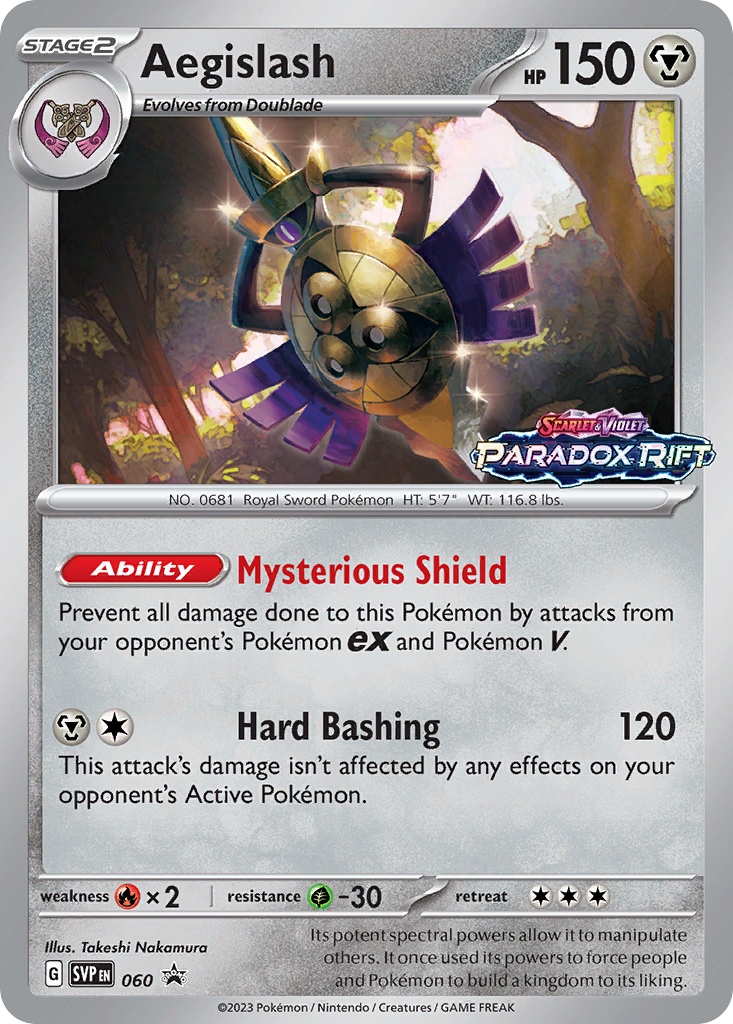 STAGE2
Aegislash
HP 150
Evolves from Doublade
SCARLET & VIOLET
PARADOX RIFT
NO. 0681 Royal Sword Pokémon HT: 5'7" WT: 116.8 lbs.
Ability Mysterious Shield
Prevent all damage done to this Pokémon by attacks from
your opponent's Pokémon ex and Pokémon V.
Hard Bashing 120
This attack's damage isn't affected by any effects on your
opponent's Active Pokémon.
weakness ×2 resistance -30 retreat
Illus. Takeshi Nakamura
G SVP EN 060
Its potent spectral powers allow it to manipulate
others. It once used its powers to force people
and Pokémon to build a kingdom to its liking.
©2023 Pokémon / Nintendo / Creatures / GAME FREAK